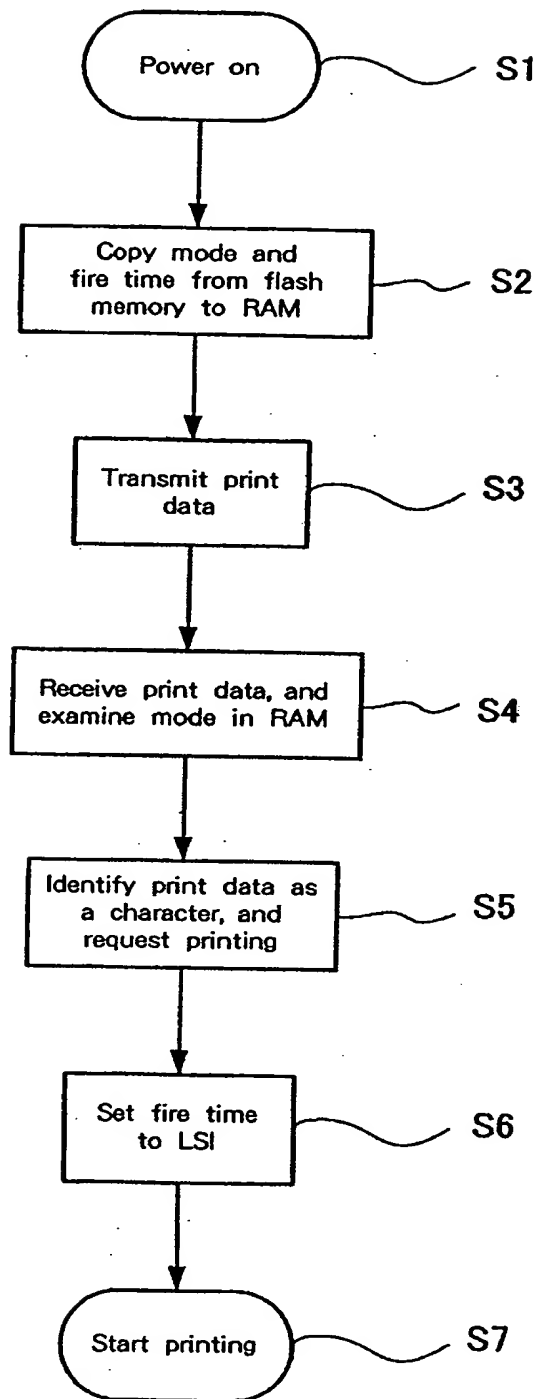 Power on
S1
Copy mode and
fire time from flash
memory to RAM
S2
Transmit print
data
S3
Receive print data, and
examine mode in RAM
S4
Identify print data as
a character, and
request printing
S5
Set fire time
to LSI
S6
Start printing
S7